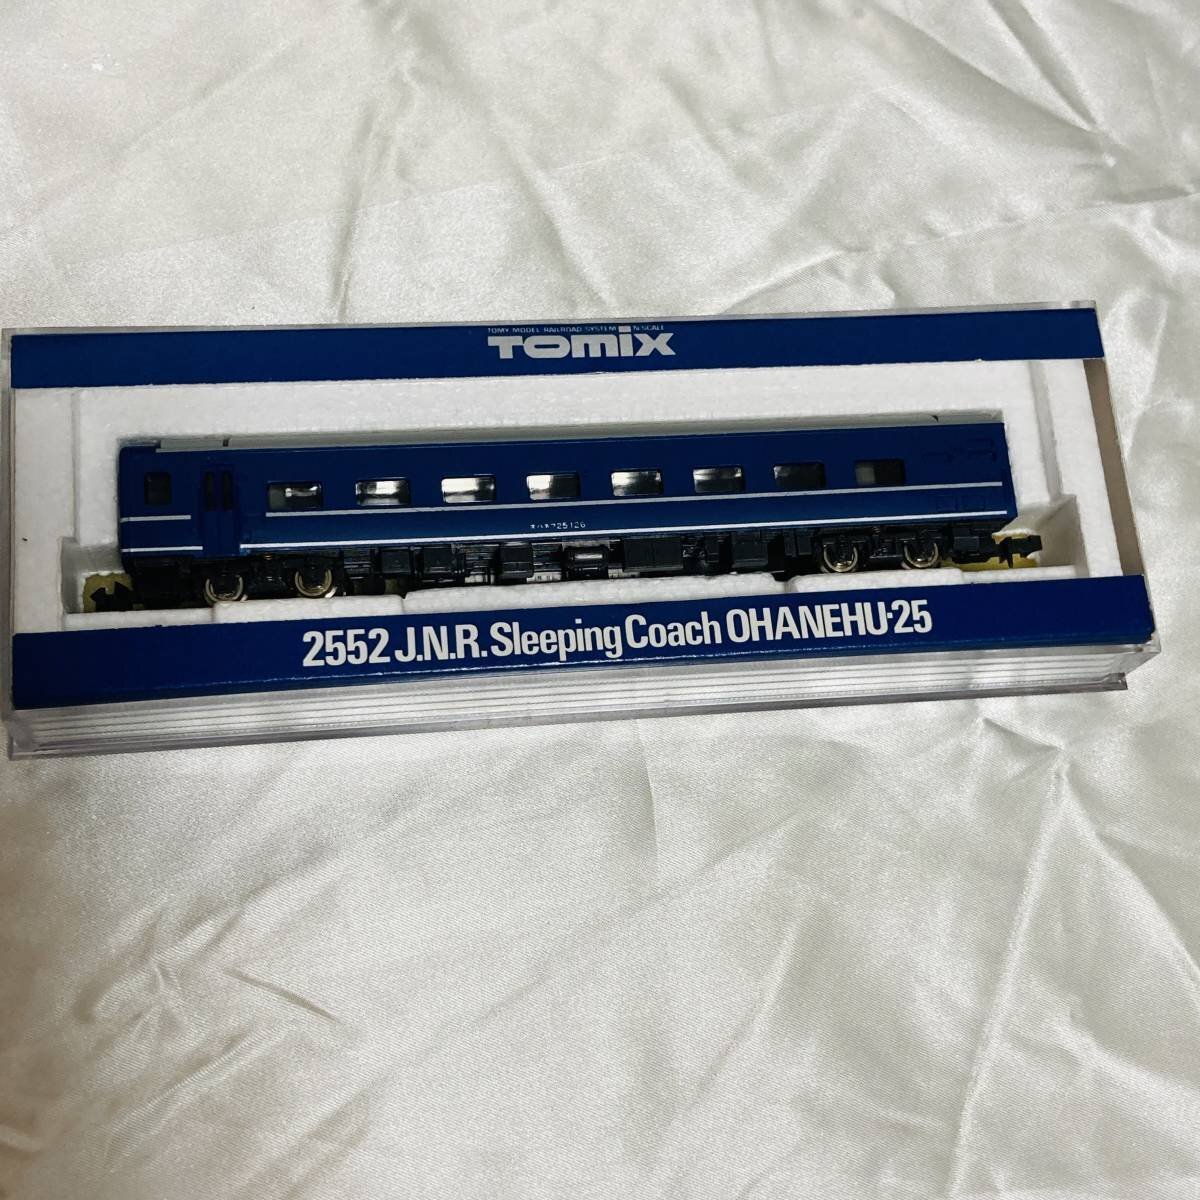 TOMY MODEL RAILROAD SYSTEM N SCALE
TOMIX
オハネフ25126
2552 J.N.R. Sleeping Coach OHANEHU·25